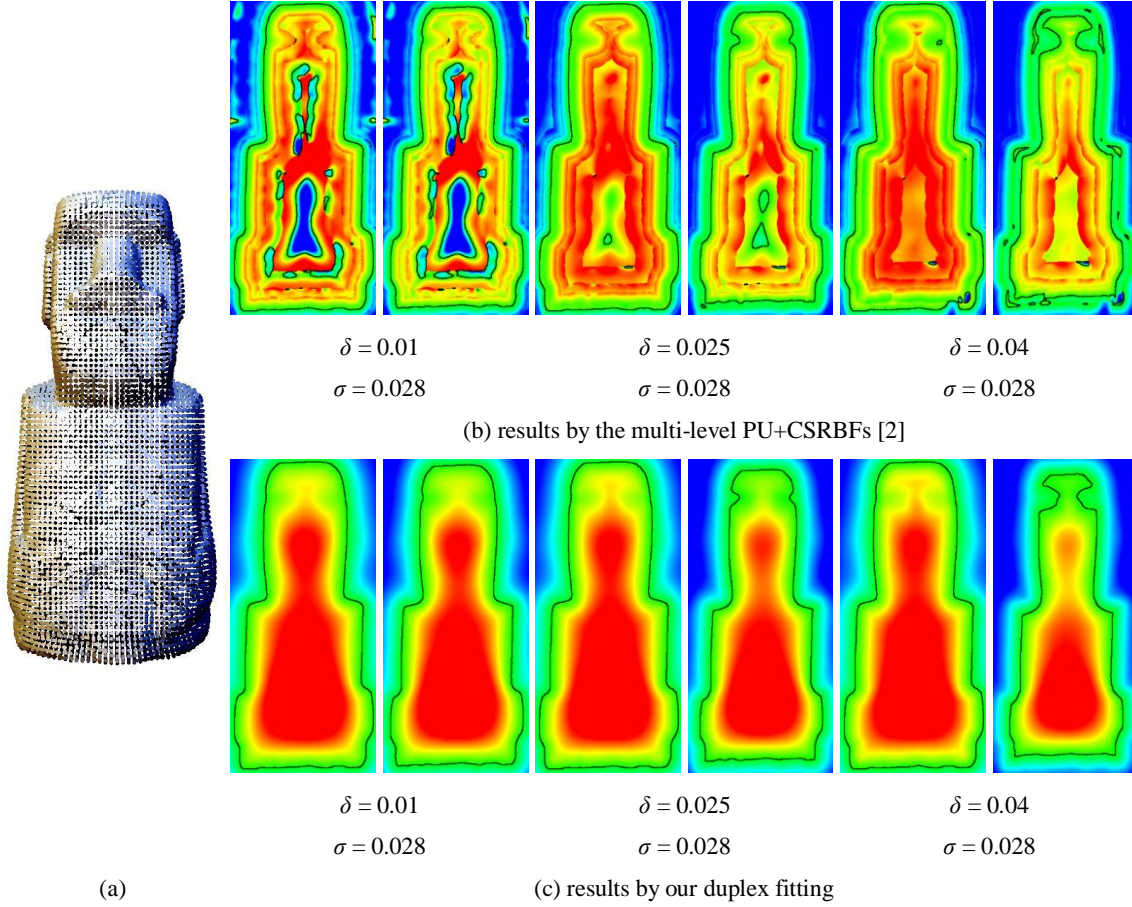 δ = 0.01 δ = 0.025 δ = 0.04
σ = 0.028 σ = 0.028 σ = 0.028
(b) results by the multi-level PU+CSRBFs [2]
δ = 0.01 δ = 0.025 δ = 0.04
σ = 0.028 σ = 0.028 σ = 0.028
(a) (c) results by our duplex fitting